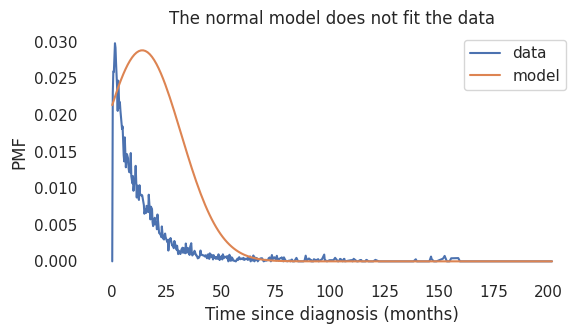 The normal model does not fit the data
data
model
PMF
0.030
0.025
0.020
0.015
0.010
0.005
0.000
0 25 50 75 100 125 150 175 200
Time since diagnosis (months)